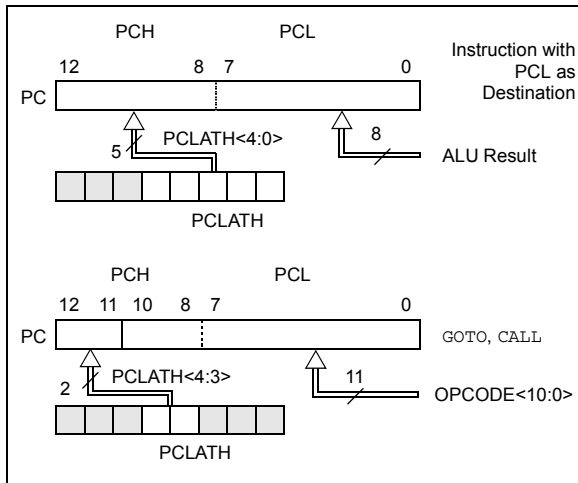 PCH PCL
12 8 7 0
Instruction with
PCL as
Destination
PC
5 PCLATH<4:0> 8
ALU Result
PCLATH
PCH PCL
12 11 10 8 7 0
PC
GOTO, CALL
2 PCLATH<4:3> 11
OPCODE<10:0>
PCLATH